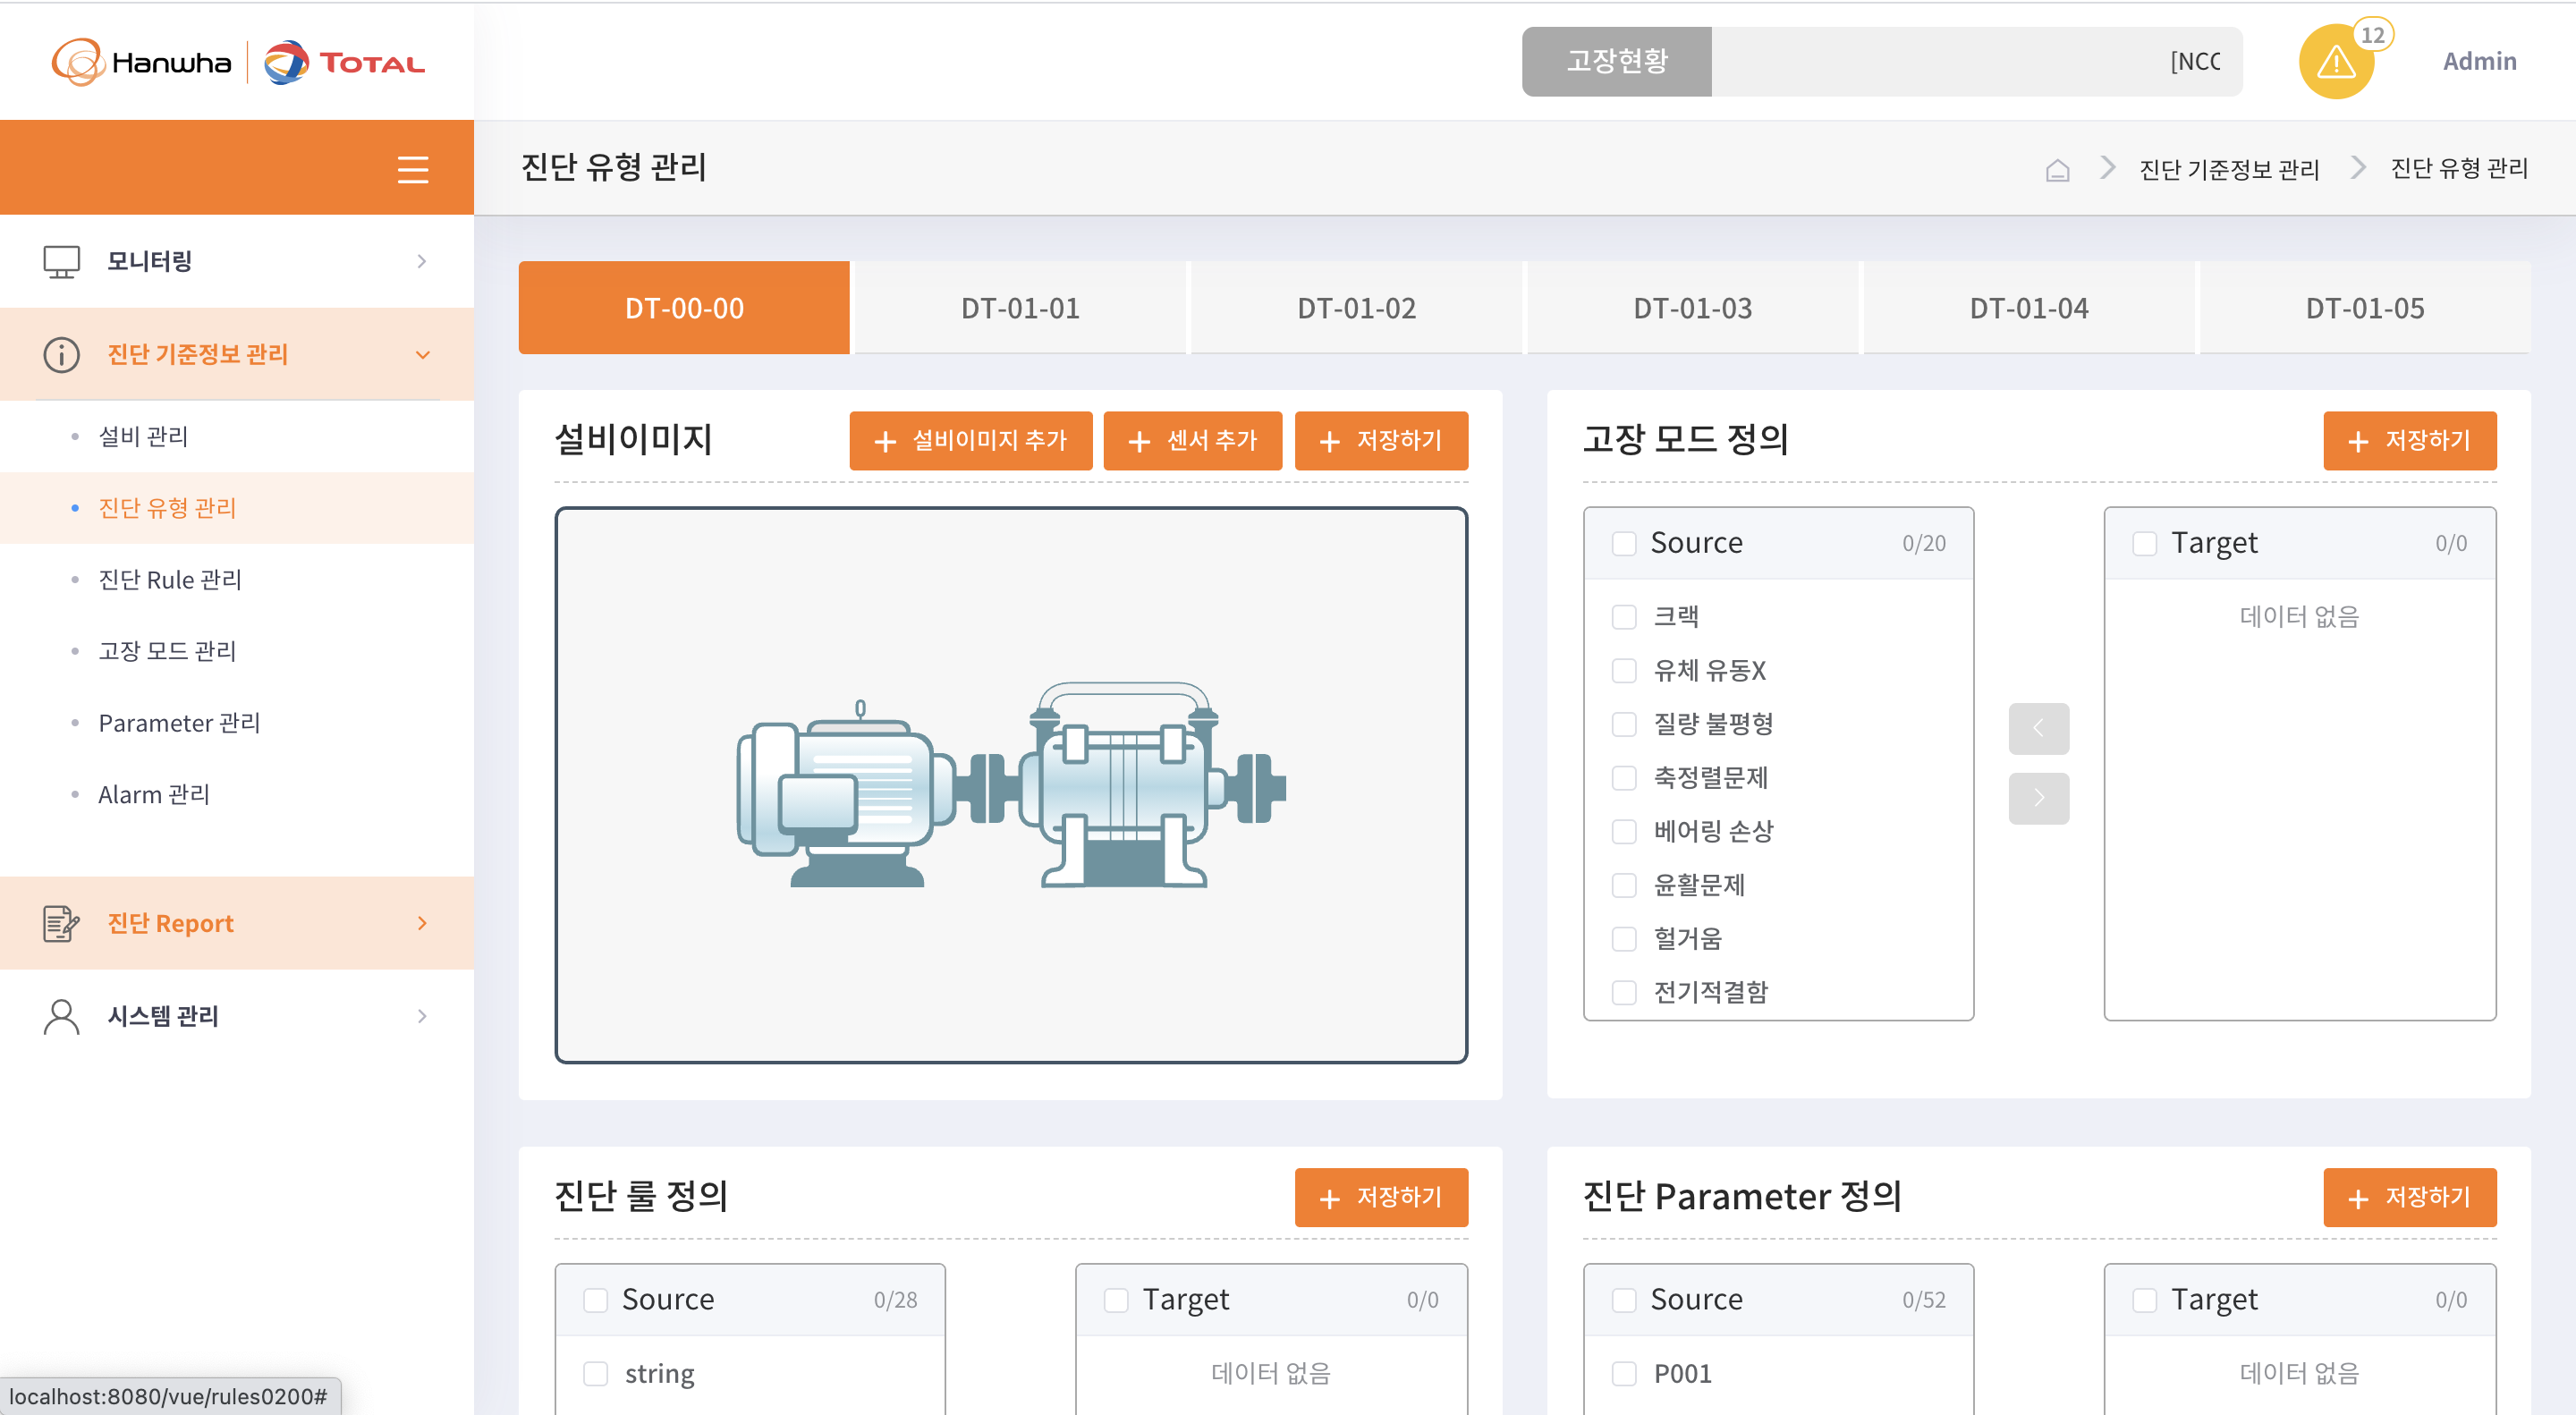 Hanwha TOTAL
고장현황
[NCC
12
Admin
진단 유형 관리
진단 기준정보 관리
진단 유형 관리
모니터링
진단 기준정보 관리
설비 관리
진단 유형 관리
진단 Rule 관리
고장 모드 관리
Parameter 관리
Alarm 관리
진단 Report
시스템 관리
DT-00-00
DT-01-01
DT-01-02
DT-01-03
DT-01-04
DT-01-05
설비이미지
+ 설비이미지 추가
+ 센서 추가
+ 저장하기
고장 모드 정의
+ 저장하기
Source 0/20
크랙
유체 유동X
질량 불평형
축정렬문제
베어링 손상
윤활문제
헐거움
전기적결함
Target 0/0
데이터 없음
진단 룰 정의
+ 저장하기
Source 0/28
string
Target 0/0
데이터 없음
진단 Parameter 정의
+ 저장하기
Source 0/52
P001
Target 0/0
데이터 없음
localhost:8080/vue/rules0200#